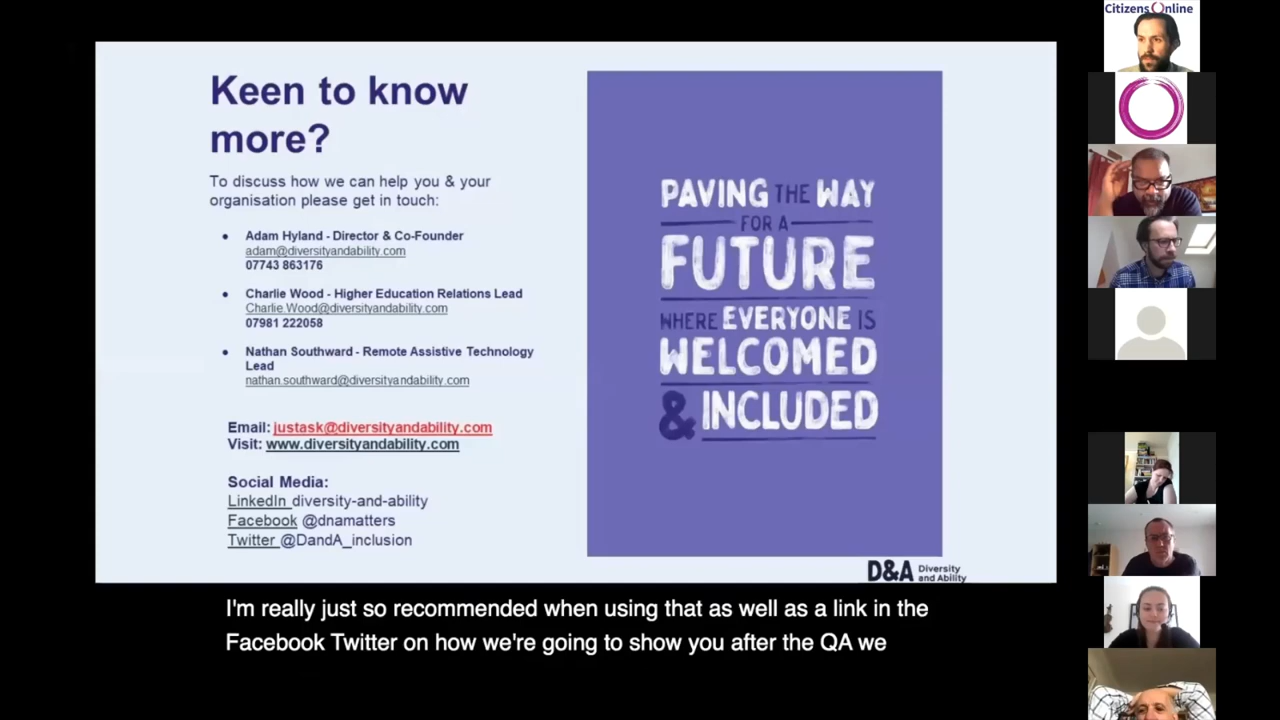 Keen to know
more?
To discuss how we can help you & your
organisation please get in touch:
● Adam Hyland - Director & Co-Founder
adam@diversityandability.com
07743 863176
● Charlie Wood - Higher Education Relations Lead
Charlie.Wood@diversityandability.com
07981 222058
● Nathan Southward - Remote Assistive Technology
Lead
nathan.southward@diversityandability.com
Email: justask@diversityandability.com
Visit: www.diversityandability.com
Social Media:
LinkedIn diversity-and-ability
Facebook @dnamatters
Twitter @DandA_inclusion
PAVING THE WAY
FOR A
FUTURE
WHERE EVERYONE IS
WELCOMED
& INCLUDED
D&A Diversity
and Ability
I'm really just so recommended when using that as well as a link in the
Facebook Twitter on how we're going to show you after the QA we
CitizensOnline